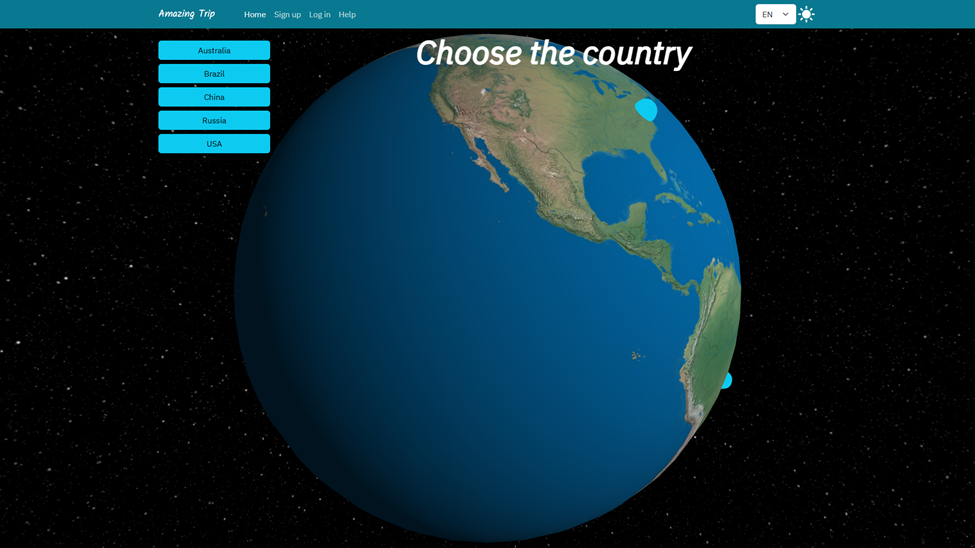 Amazing Trip
Home Sign up Log in Help
EN
Choose the country
Australia
Brazil
China
Russia
USA